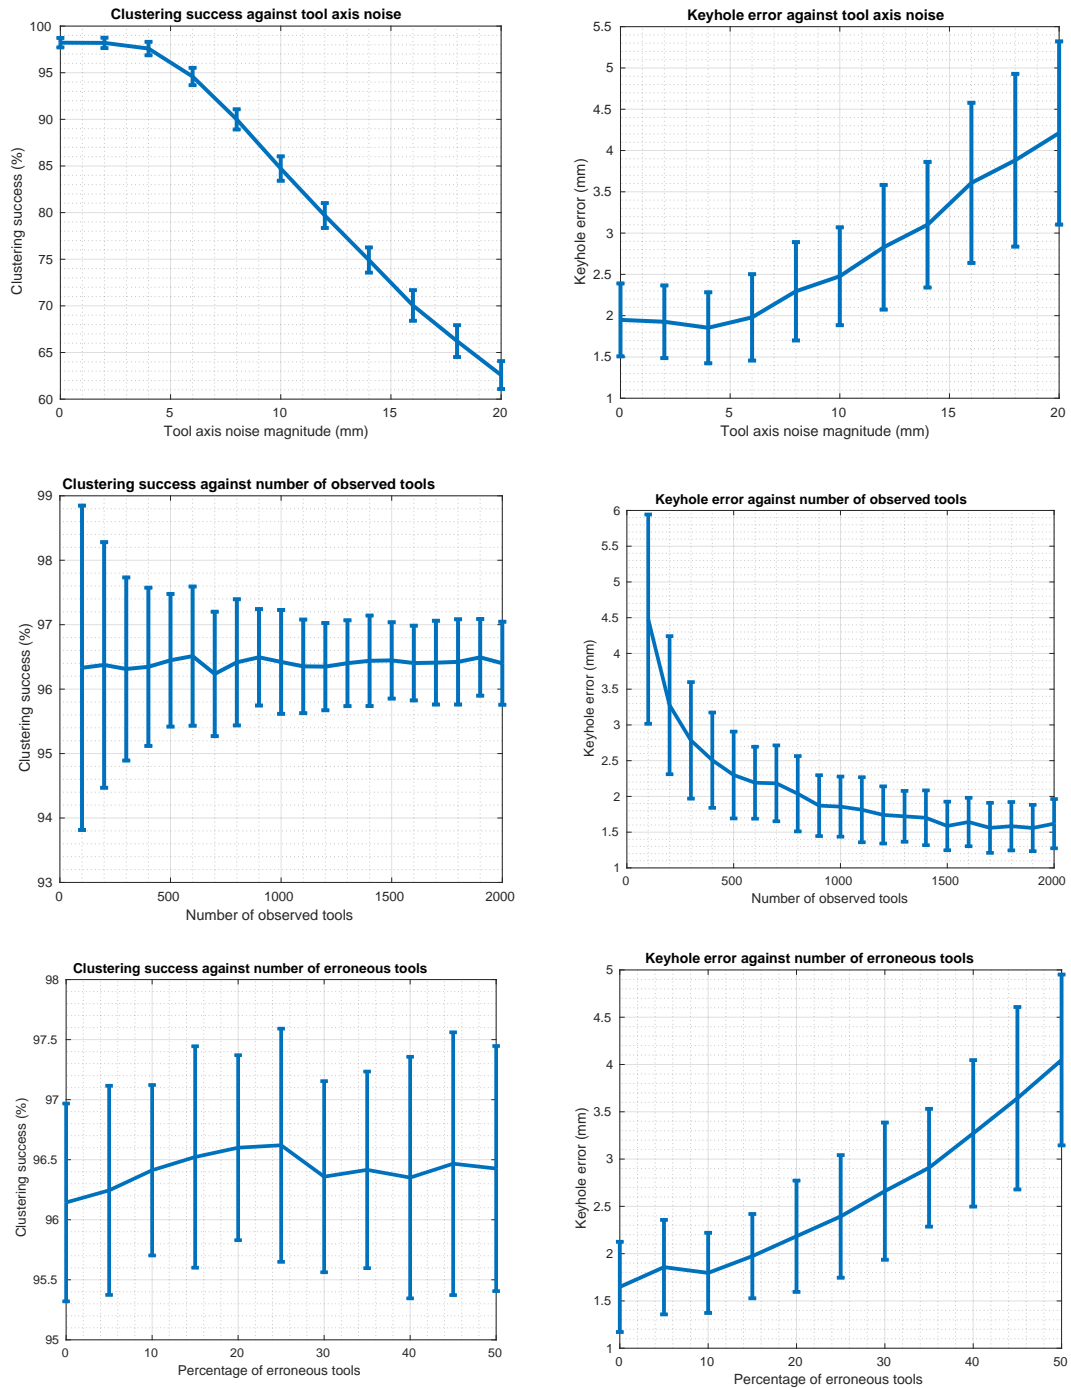 Clustering success against tool axis noise
100
95
90
85
80
75
70
65
60
Clustering success (%)
0 5 10 15 20
Tool axis noise magnitude (mm)
Keyhole error against tool axis noise
5.5
5
4.5
4
3.5
3
2.5
2
1.5
1
Keyhole error (mm)
0 5 10 15 20
Tool axis noise magnitude (mm)
Clustering success against number of observed tools
99
98
97
96
95
94
93
Clustering success (%)
0 500 1000 1500 2000
Number of observed tools
Keyhole error against number of observed tools
6
5.5
5
4.5
4
3.5
3
2.5
2
1.5
1
Keyhole error (mm)
0 500 1000 1500 2000
Number of observed tools
Clustering success against number of erroneous tools
98
97.5
97
96.5
96
95.5
95
Clustering success (%)
0 10 20 30 40 50
Percentage of erroneous tools
Keyhole error against number of erroneous tools
5
4.5
4
3.5
3
2.5
2
1.5
1
Keyhole error (mm)
0 10 20 30 40 50
Percentage of erroneous tools